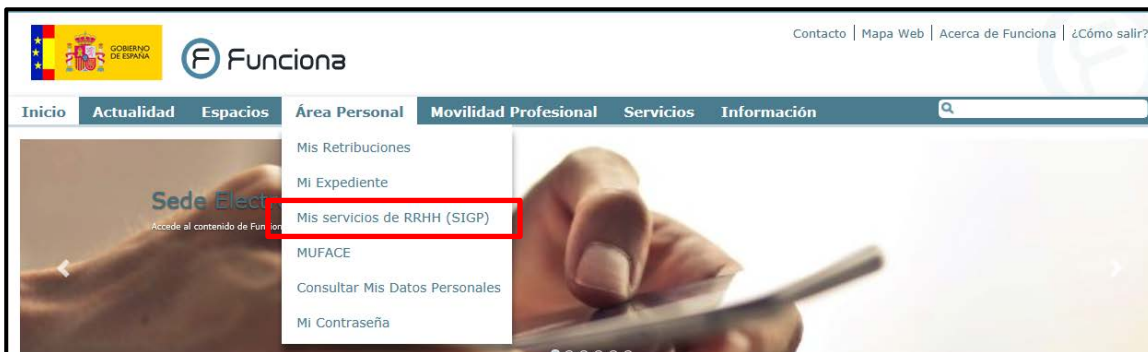 Contacto | Mapa Web | Acerca de Funciona | ¿Cómo salir?
GOBIERNO
DE ESPAÑA
F Funciona
Inicio Actualidad Espacios Área Personal Movilidad Profesional Servicios Información
Mis Retribuciones
Mi Expediente
Sede Elect
Mis servicios de RRHH (SIGP)
Accede al contenido de Funcion
MUFACE
Consultar Mis Datos Personales
Mi Contraseña